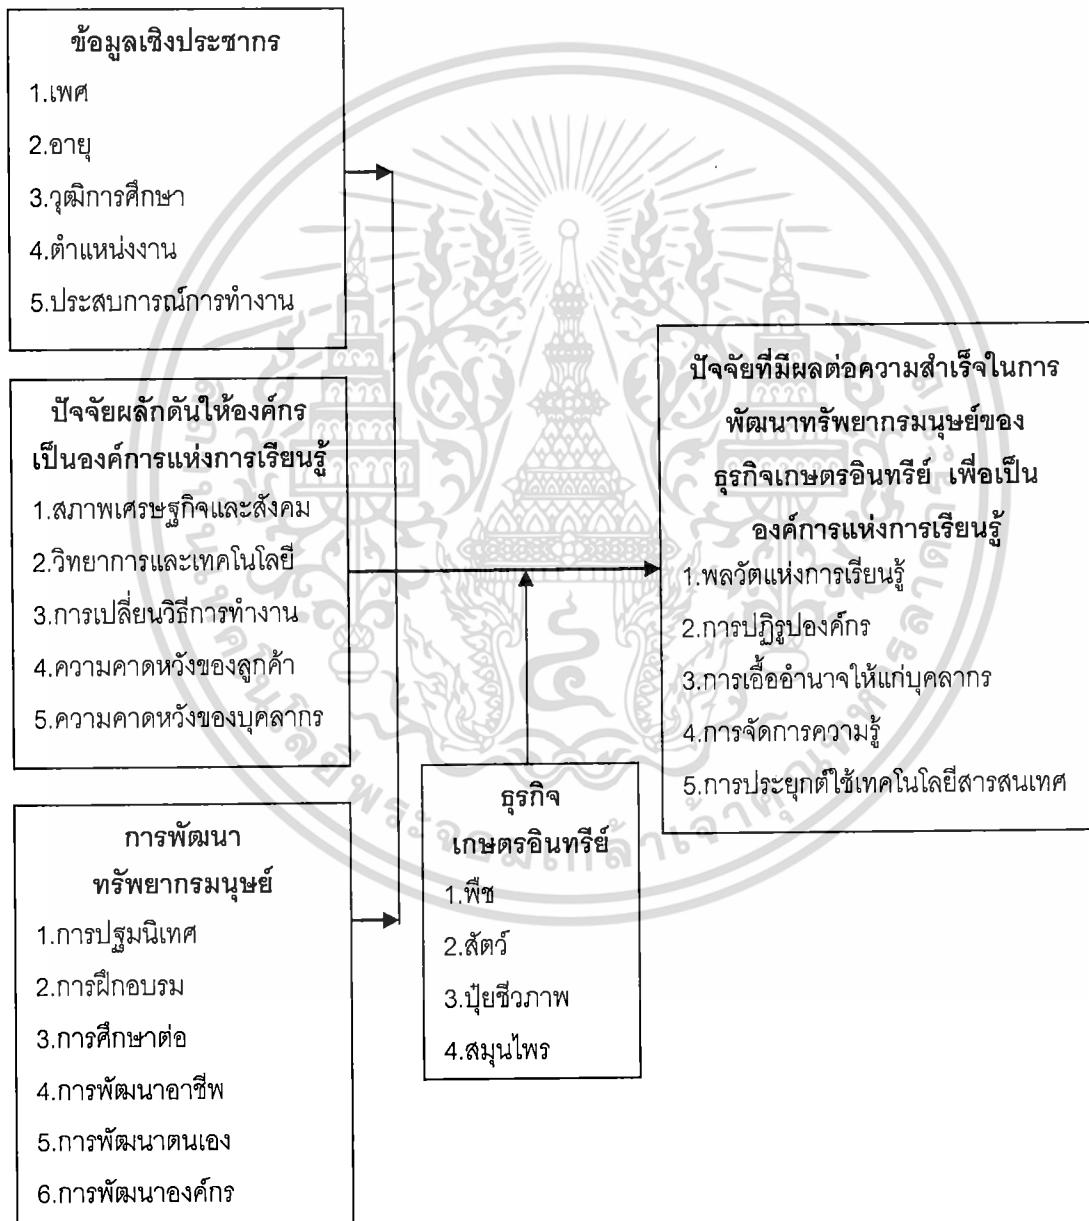 ข้อมูลเชิงประชากร
1.เพศ
2.อายุ
3.วุฒิการศึกษา
4.ตำแหน่งงาน
5.ประสบการณ์การทำงาน
ปัจจัยผลักดันให้องค์กร
เป็นองค์การแห่งการเรียนรู้
1.สภาพเศรษฐกิจและสังคม
2.วิทยาการและเทคโนโลยี
3.การเปลี่ยนวิธีการทำงาน
4.ความคาดหวังของลูกค้า
5.ความคาดหวังของบุคลากร
การพัฒนา
ทรัพยากรมนุษย์
1.การปฐมนิเทศ
2.การฝึกอบรม
3.การศึกษาต่อ
4.การพัฒนาอาชีพ
5.การพัฒนาตนเอง
6.การพัฒนาองค์กร
ธุรกิจ
เกษตรอินทรีย์
1.พืช
2.สัตว์
3.ปุ๋ยชีวภาพ
4.สมุนไพร
ปัจจัยที่มีผลต่อความสำเร็จในการ
พัฒนาทรัพยากรมนุษย์ของ
ธุรกิจเกษตรอินทรีย์ เพื่อเป็น
องค์การแห่งการเรียนรู้
1.พลวัตแห่งการเรียนรู้
2.การปฏิรูปองค์กร
3.การเอื้ออำนาจให้แก่บุคลากร
4.การจัดการความรู้
5.การประยุกต์ใช้เทคโนโลยีสารสนเทศ